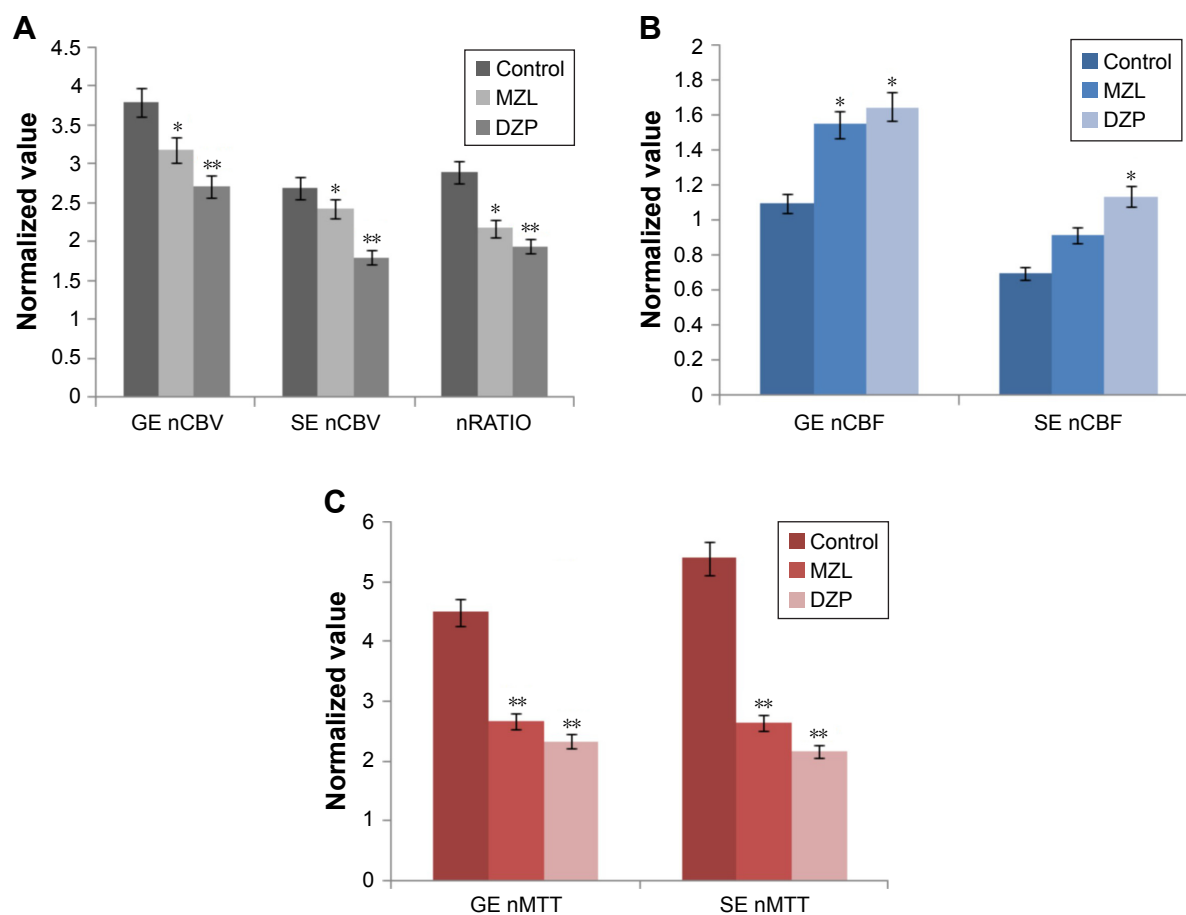 A
Normalized value
4.5
4
3.5
3
2.5
2
1.5
1
0.5
0
Control
MZL
DZP
*
**
*
**
*
**
GE nCBV
SE nCBV
nRATIO
B
Normalized value
2
1.8
1.6
1.4
1.2
1
0.8
0.6
0.4
0.2
0
Control
MZL
DZP
*
*
*
GE nCBF
SE nCBF
C
Normalized value
6
5
4
3
2
1
0
Control
MZL
DZP
**
**
**
**
GE nMTT
SE nMTT